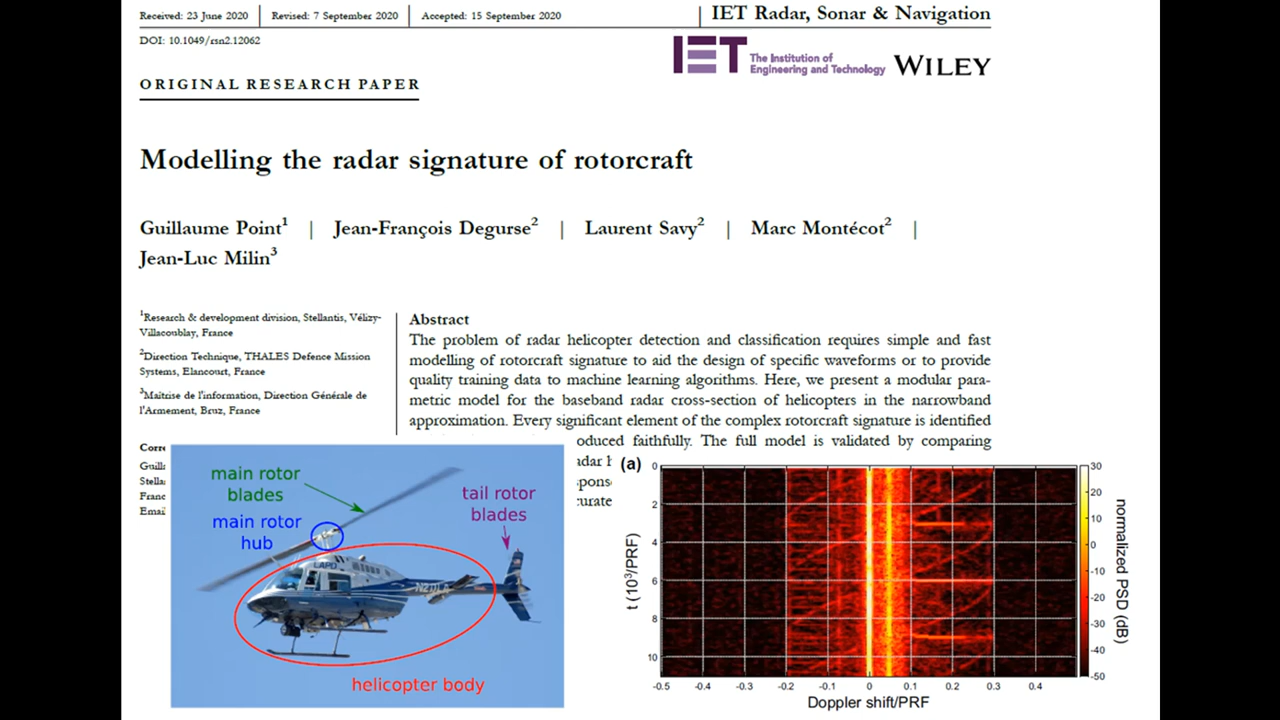 Received: 23 June 2020 | Revised: 7 September 2020 | Accepted: 15 September 2020
IET Radar, Sonar & Navigation
DOI: 10.1049/rsn2.12062
IET The Institution of
Engineering and Technology
WILEY
ORIGINAL RESEARCH PAPER
Modelling the radar signature of rotorcraft
Guillaume Point1 | Jean-François Degurse2 | Laurent Savy2 | Marc Montécot2 |
Jean-Luc Milin3
1Research & development division, Stellantis, Vélizy-
Villacoublay, France
2Direction Technique, THALES Defence Mission
Systems, Elancourt, France
3Maîtrise de l'information, Direction Générale de
l'Armement, Bruz, France
Abstract
The problem of radar helicopter detection and classification requires simple and fast
modelling of rotorcraft signature to aid the design of specific waveforms or to provide
quality training data to machine learning algorithms. Here, we present a modular para-
metric model for the baseband radar cross-section of helicopters in the narrowband
approximation. Every significant element of the complex rotorcraft signature is identified
oduced faithfully. The full model is validated by comparing
adar
spons
curate
Corre
Guill
Stella
Franc
Email
main rotor
blades
main rotor
hub
tail rotor
blades
LAPD
helicopter body
(a)
0
2
4
6
8
10
t (10³/PRF)
-0.5 -0.4 -0.3 -0.2 -0.1 0 0.1 0.2 0.3 0.4
Doppler shift/PRF
30
20
10
0
-10
-20
-30
-40
-50
normalized PSD (dB)